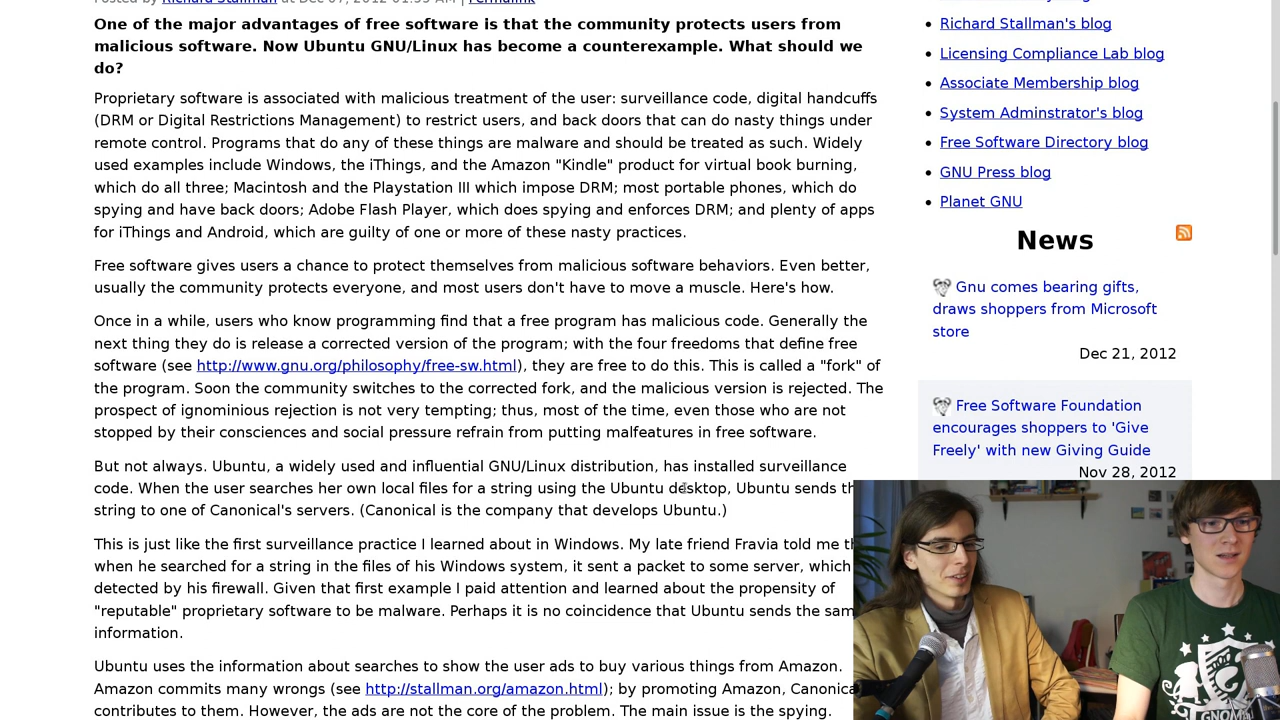 Posted by Richard Stallman at Dec 07, 2012 01:55 AM | Permalink
One of the major advantages of free software is that the community protects users from
malicious software. Now Ubuntu GNU/Linux has become a counterexample. What should we
do?
Proprietary software is associated with malicious treatment of the user: surveillance code, digital handcuffs
(DRM or Digital Restrictions Management) to restrict users, and back doors that can do nasty things under
remote control. Programs that do any of these things are malware and should be treated as such. Widely
used examples include Windows, the iThings, and the Amazon "Kindle" product for virtual book burning,
which do all three; Macintosh and the Playstation III which impose DRM; most portable phones, which do
spying and have back doors; Adobe Flash Player, which does spying and enforces DRM; and plenty of apps
for iThings and Android, which are guilty of one or more of these nasty practices.
Free software gives users a chance to protect themselves from malicious software behaviors. Even better,
usually the community protects everyone, and most users don't have to move a muscle. Here's how.
Once in a while, users who know programming find that a free program has malicious code. Generally the
next thing they do is release a corrected version of the program; with the four freedoms that define free
software (see http://www.gnu.org/philosophy/free-sw.html), they are free to do this. This is called a "fork" of
the program. Soon the community switches to the corrected fork, and the malicious version is rejected. The
prospect of ignominious rejection is not very tempting; thus, most of the time, even those who are not
stopped by their consciences and social pressure refrain from putting malfeatures in free software.
But not always. Ubuntu, a widely used and influential GNU/Linux distribution, has installed surveillance
code. When the user searches her own local files for a string using the Ubuntu desktop, Ubuntu sends th
string to one of Canonical's servers. (Canonical is the company that develops Ubuntu.)
This is just like the first surveillance practice I learned about in Windows. My late friend Fravia told me th
when he searched for a string in the files of his Windows system, it sent a packet to some server, which
detected by his firewall. Given that first example I paid attention and learned about the propensity of
"reputable" proprietary software to be malware. Perhaps it is no coincidence that Ubuntu sends the sam
information.
Ubuntu uses the information about searches to show the user ads to buy various things from Amazon.
Amazon commits many wrongs (see http://stallman.org/amazon.html); by promoting Amazon, Canonica
contributes to them. However, the ads are not the core of the problem. The main issue is the spying.
Richard Stallman's blog
Licensing Compliance Lab blog
Associate Membership blog
System Adminstrator's blog
Free Software Directory blog
GNU Press blog
Planet GNU
News
Gnu comes bearing gifts,
draws shoppers from Microsoft
store
Dec 21, 2012
Free Software Foundation
encourages shoppers to 'Give
Freely' with new Giving Guide
Nov 28, 2012
GNOME